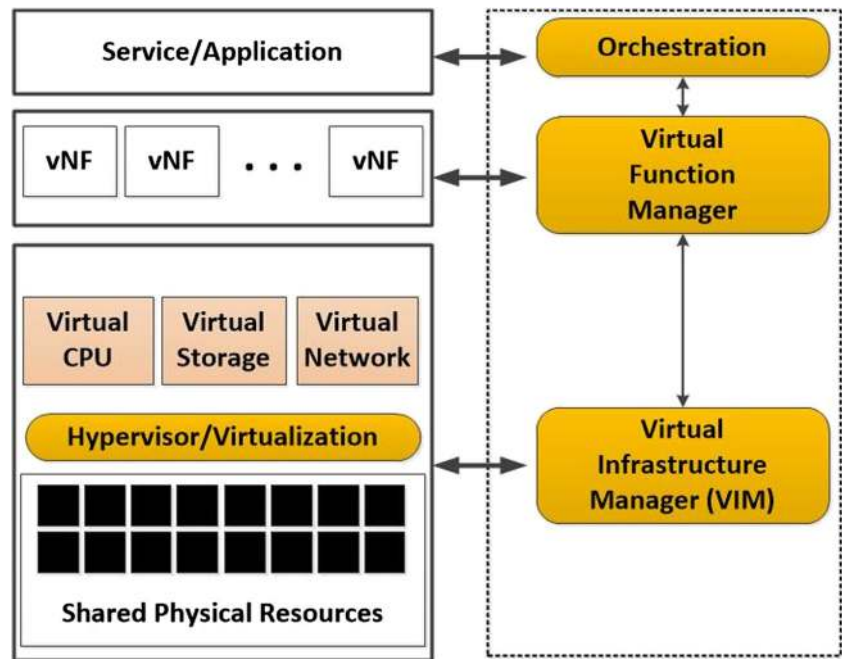 Service/Application
Orchestration
vNF vNF . . . vNF
Virtual
Function
Manager
Virtual
CPU
Virtual
Storage
Virtual
Network
Hypervisor/Virtualization
Virtual
Infrastructure
Manager (VIM)
Shared Physical Resources